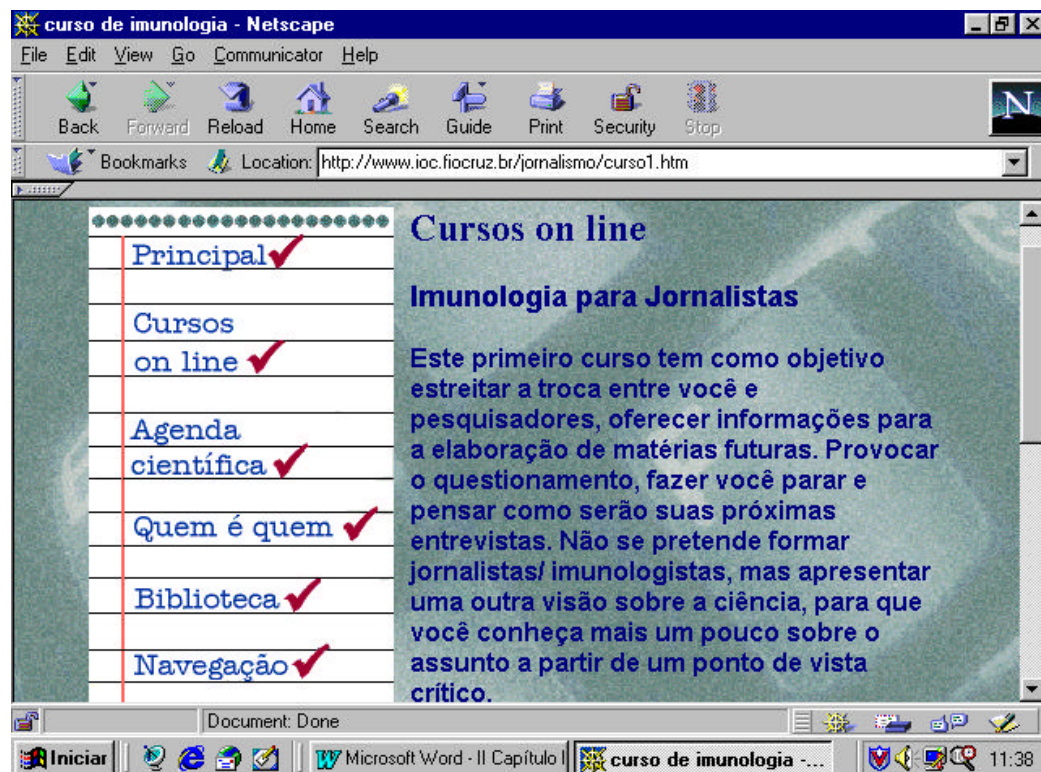 curso de imunologia - Netscape
File Edit View Go Communicator Help
Back Forward Reload Home Search Guide Print Security Stop
N
Bookmarks Location: http://www.ioc.fiocruz.br/jornalismo/curso1.htm
Principal
Cursos
on line
Agenda
científica
Quem é quem
Biblioteca
Navegação
Cursos on line
Imunologia para Jornalistas
Este primeiro curso tem como objetivo
estreitar a troca entre você e
pesquisadores, oferecer informações para
a elaboração de matérias futuras. Provocar
o questionamento, fazer você parar e
pensar como serão suas próximas
entrevistas. Não se pretende formar
jornalistas/ imunologistas, mas apresentar
uma outra visão sobre a ciência, para que
você conheça mais um pouco sobre o
assunto a partir de um ponto de vista
crítico.
Document: Done
Iniciar Microsoft Word - II Capítulo I curso de imunologia -... 11:38